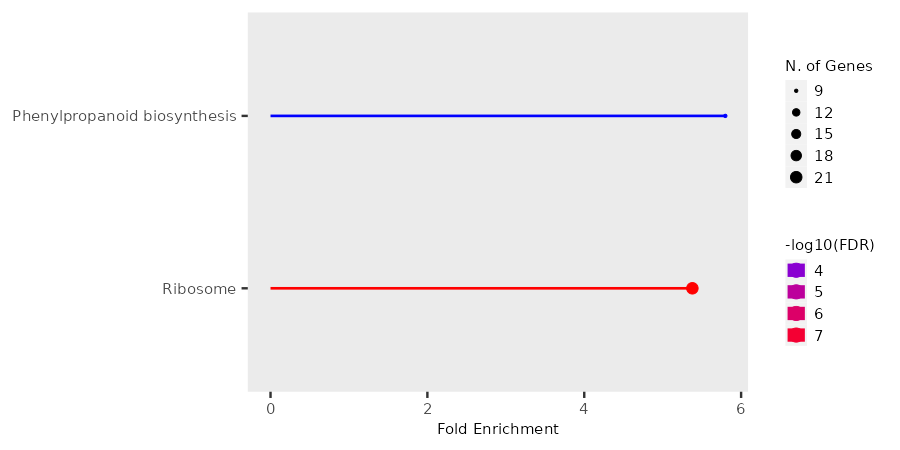 Phenylpropanoid biosynthesis
Ribosome
0 2 4 6
Fold Enrichment
N. of Genes
9
12
15
18
21
-log10(FDR)
4
5
6
7